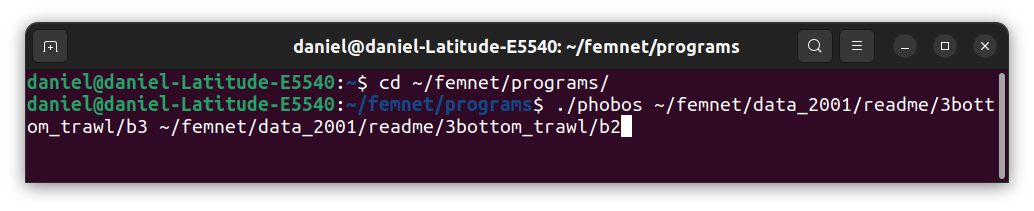 daniel@daniel-Latitude-E5540: ~/femnet/programs
daniel@daniel-Latitude-E5540:~$ cd ~/femnet/programs/
daniel@daniel-Latitude-E5540:~/femnet/programs$ ./phobos ~/femnet/data_2001/readme/3bott
om_trawl/b3 ~/femnet/data_2001/readme/3bottom_trawl/b2